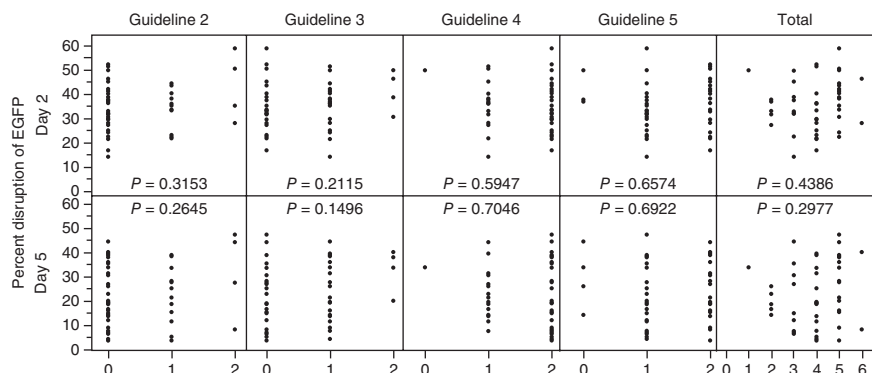 Guideline 2 Guideline 3 Guideline 4 Guideline 5 Total
Percent disruption of EGFP
Day 2
60
50
40
30
20
10
0
P = 0.3153 P = 0.2115 P = 0.5947 P = 0.6574 P = 0.4386
Day 5
60
50
40
30
20
10
0
P = 0.2645 P = 0.1496 P = 0.7046 P = 0.6922 P = 0.2977
0 1 2 0 1 2 0 1 2 0 1 2 0 1 2 3 4 5 6